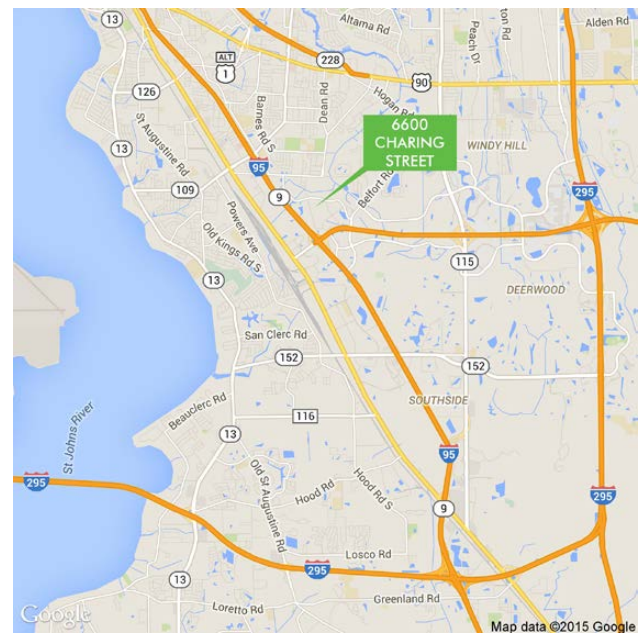 13
Altama Rd
ton Rd
Alden Rd
ALT
1
228
Peach Dr
Dean Rd
90
126
Hogan Rd
Barnes Rd S
6600
CHARING
STREET
St Augustine Rd
13
WINDY HILL
95
109
9
Belfort Rd
295
Powers Ave
Old Kings Rd S
115
13
DEERWOOD
San Clerc Rd
152
152
SOUTHSIDE
Beauclerc Rd
116
St Johns River
13
95
Old St Augustine Rd
Hood Rd S
295
Hood Rd
295
9
Losco Rd
13
295
Greenland Rd
Loretto Rd
Google
Map data ©2015 Google